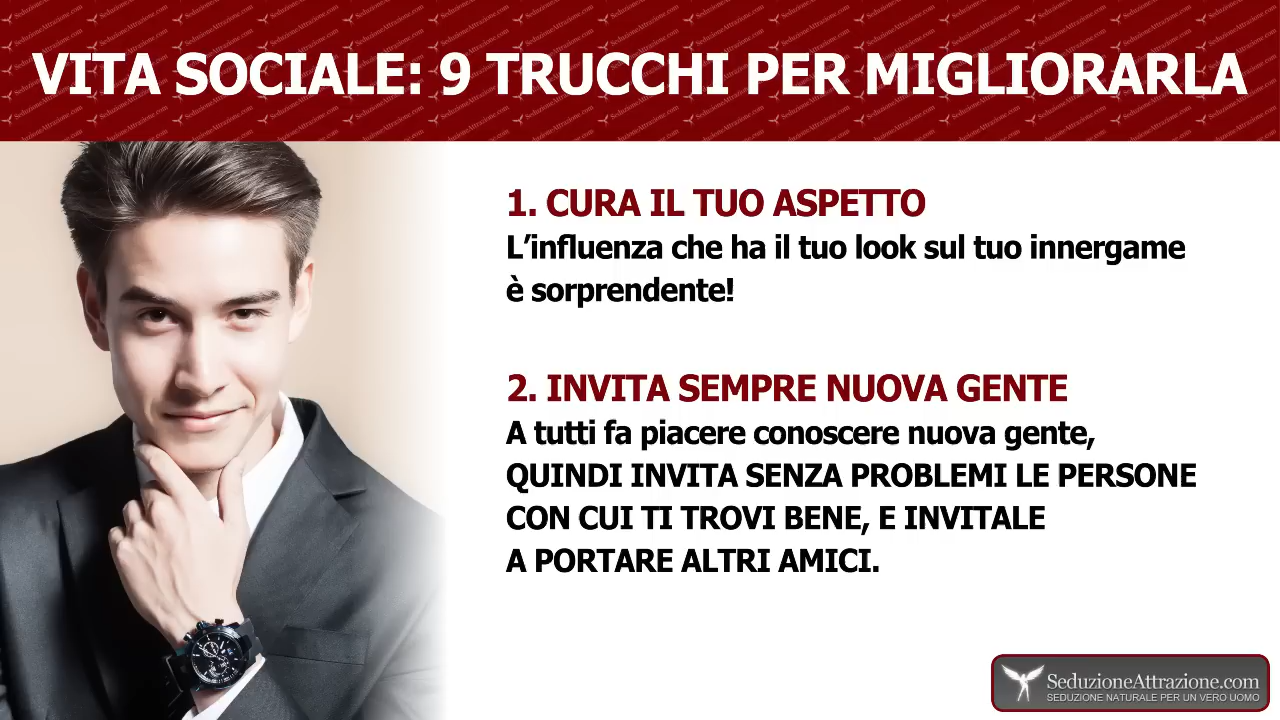 VITA SOCIALE: 9 TRUCCHI PER MIGLIORARLA
1. CURA IL TUO ASPETTO
L’influenza che ha il tuo look sul tuo innergame
è sorprendente!
2. INVITA SEMPRE NUOVA GENTE
A tutti fa piacere conoscere nuova gente,
QUINDI INVITA SENZA PROBLEMI LE PERSONE
CON CUI TI TROVI BENE, E INVITALE
A PORTARE ALTRI AMICI.
SeduzioneAttrazione.com
SEDUZIONE NATURALE PER UN VERO UOMO